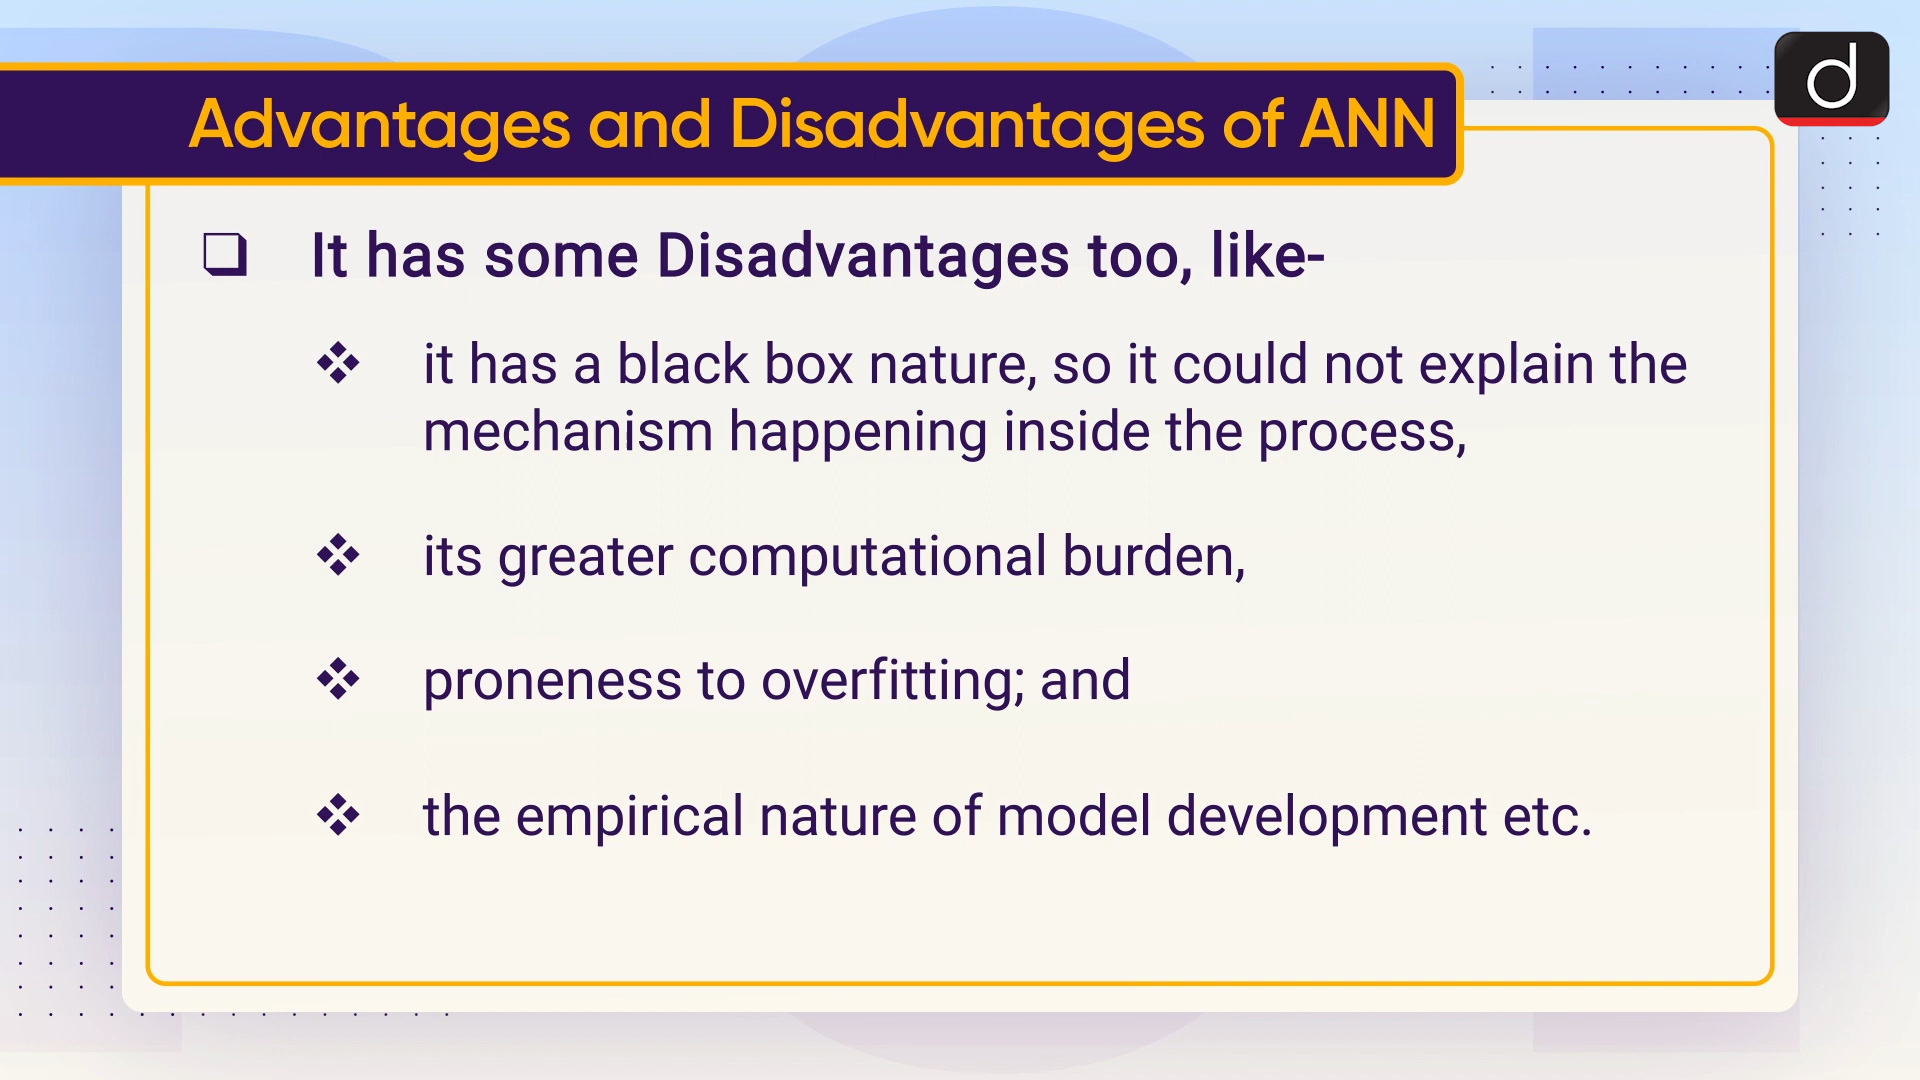 Advantages and Disadvantages of ANN
d
❑ It has some Disadvantages too, like-
❖ it has a black box nature, so it could not explain the
mechanism happening inside the process,
❖ its greater computational burden,
❖ proneness to overfitting; and
❖ the empirical nature of model development etc.